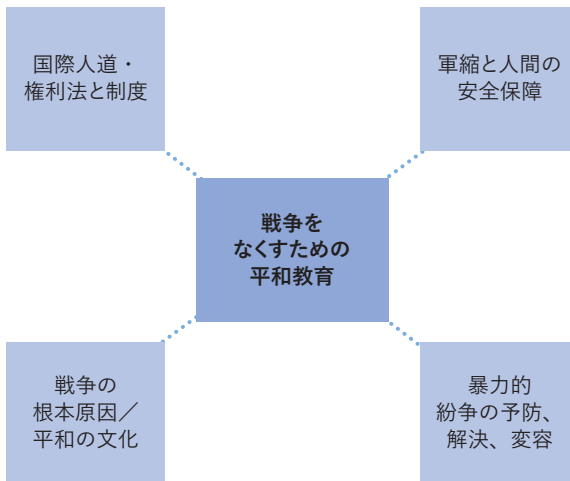 国際人道・
権利法と制度
軍縮と人間の
安全保障
戦争を
なくすための
平和教育
戦争の
根本原因／
平和の文化
暴力的
紛争の予防、
解決、変容